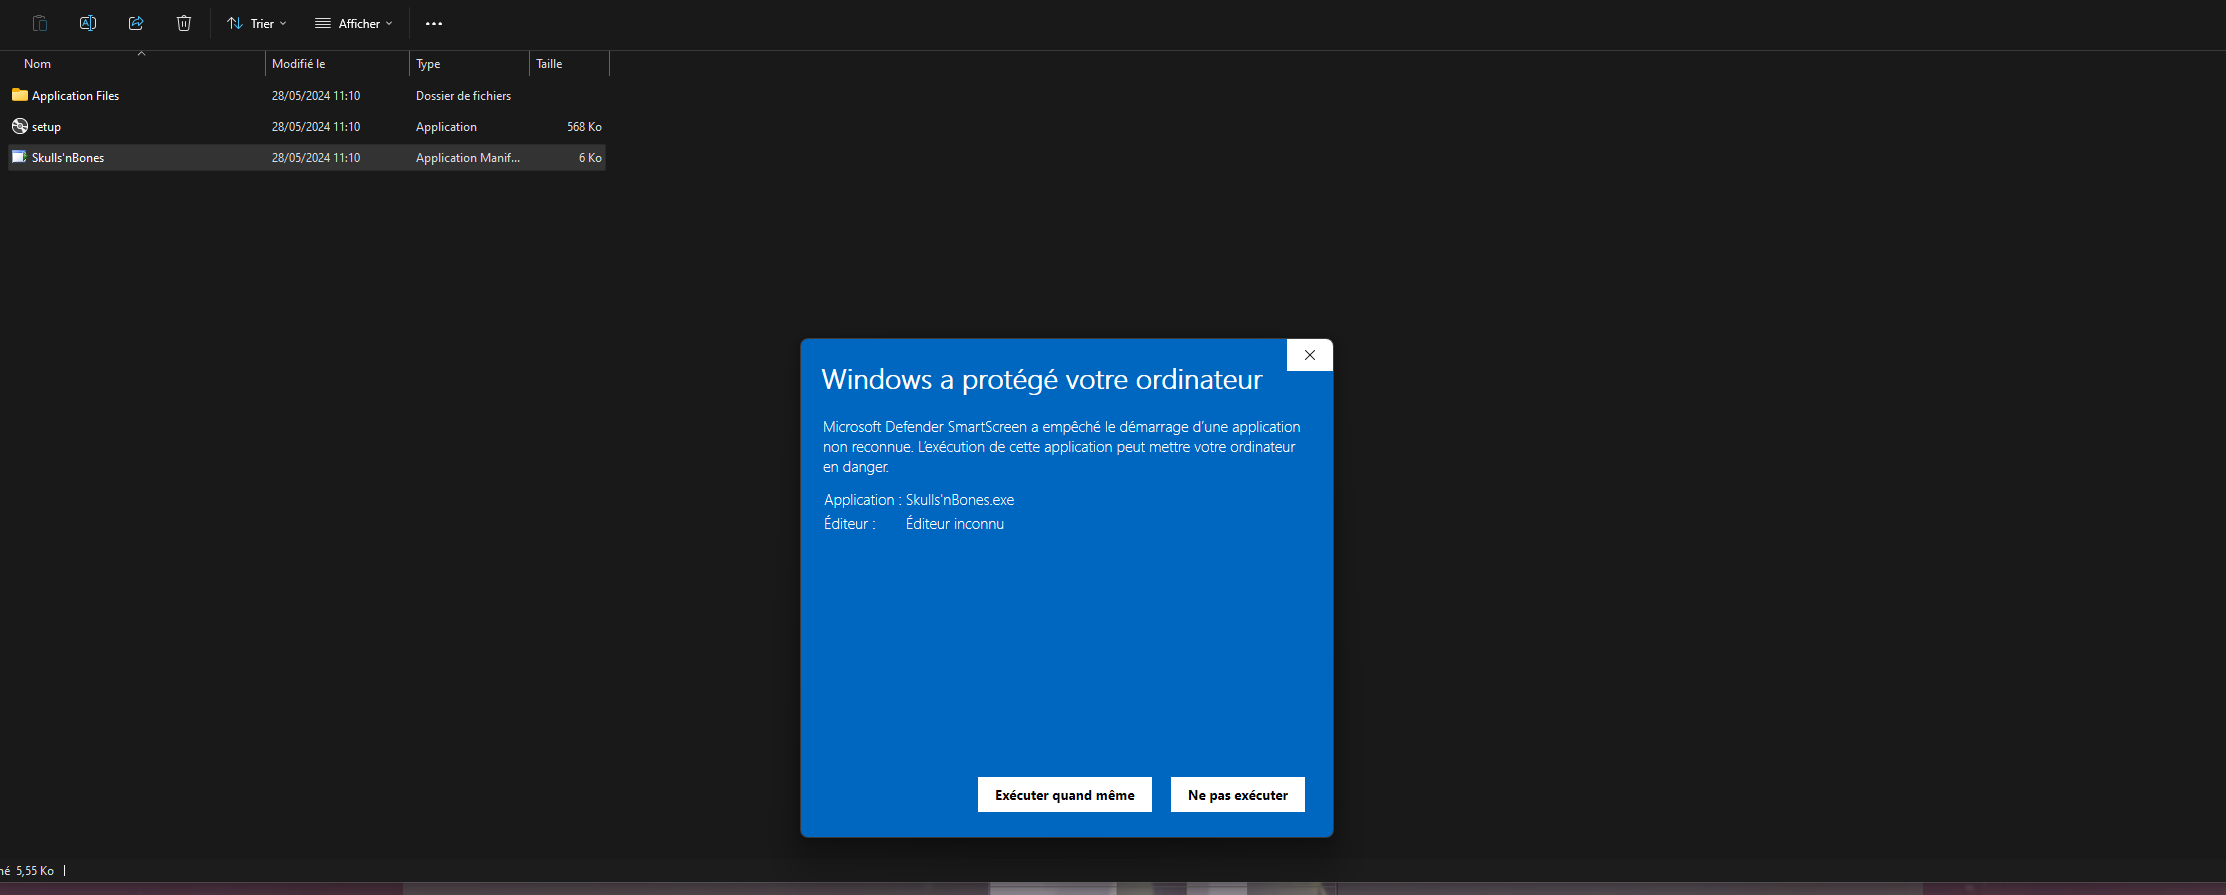 Trier
Afficher
Nom
Modifié le
Type
Taille
Application Files
28/05/2024 11:10
Dossier de fichiers
setup
28/05/2024 11:10
Application
568 Ko
Skulls'nBones
28/05/2024 11:10
Application Manif...
6 Ko
Windows a protégé votre ordinateur
Microsoft Defender SmartScreen a empêché le démarrage d'une application
non reconnue. L'exécution de cette application peut mettre votre ordinateur
en danger.
Application : Skulls'nBones.exe
Éditeur : Éditeur inconnu
Exécuter quand même
Ne pas exécuter
né 5,55 Ko